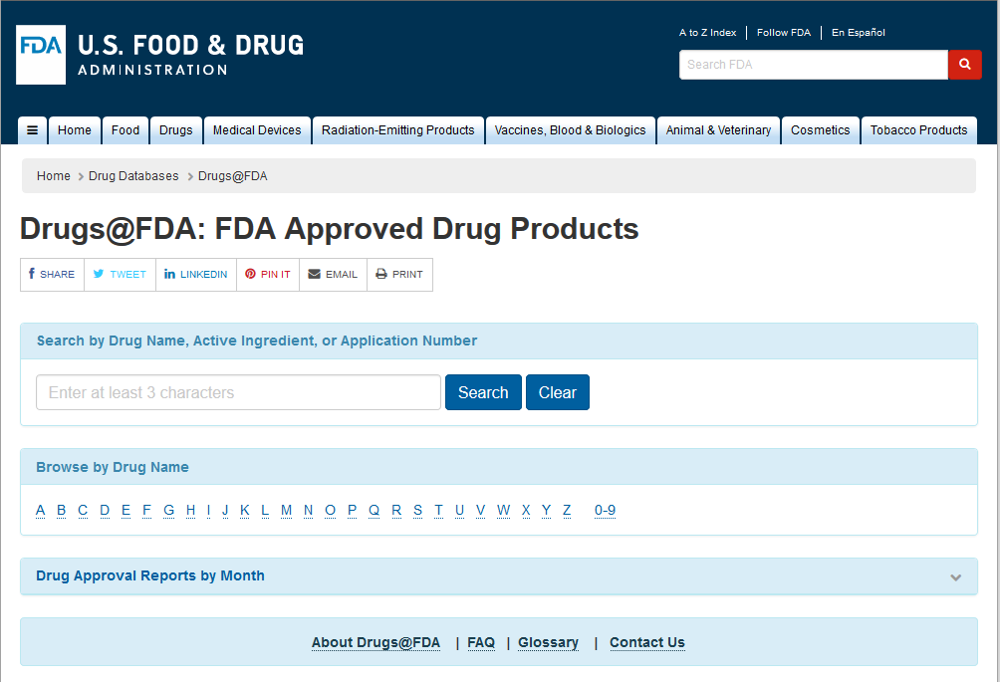 FDA U.S. FOOD & DRUG
ADMINISTRATION
A to Z Index | Follow FDA | En Español
Search FDA
Home Food Drugs Medical Devices Radiation-Emitting Products Vaccines, Blood & Biologics Animal & Veterinary Cosmetics Tobacco Products
Home > Drug Databases > Drugs@FDA
Drugs@FDA: FDA Approved Drug Products
f SHARE TWEET in LINKEDIN PIN IT EMAIL PRINT
Search by Drug Name, Active Ingredient, or Application Number
Enter at least 3 characters Search Clear
Browse by Drug Name
A B C D E F G H I J K L M N O P Q R S T U V W X Y Z 0-9
Drug Approval Reports by Month
About Drugs@FDA | FAQ | Glossary | Contact Us